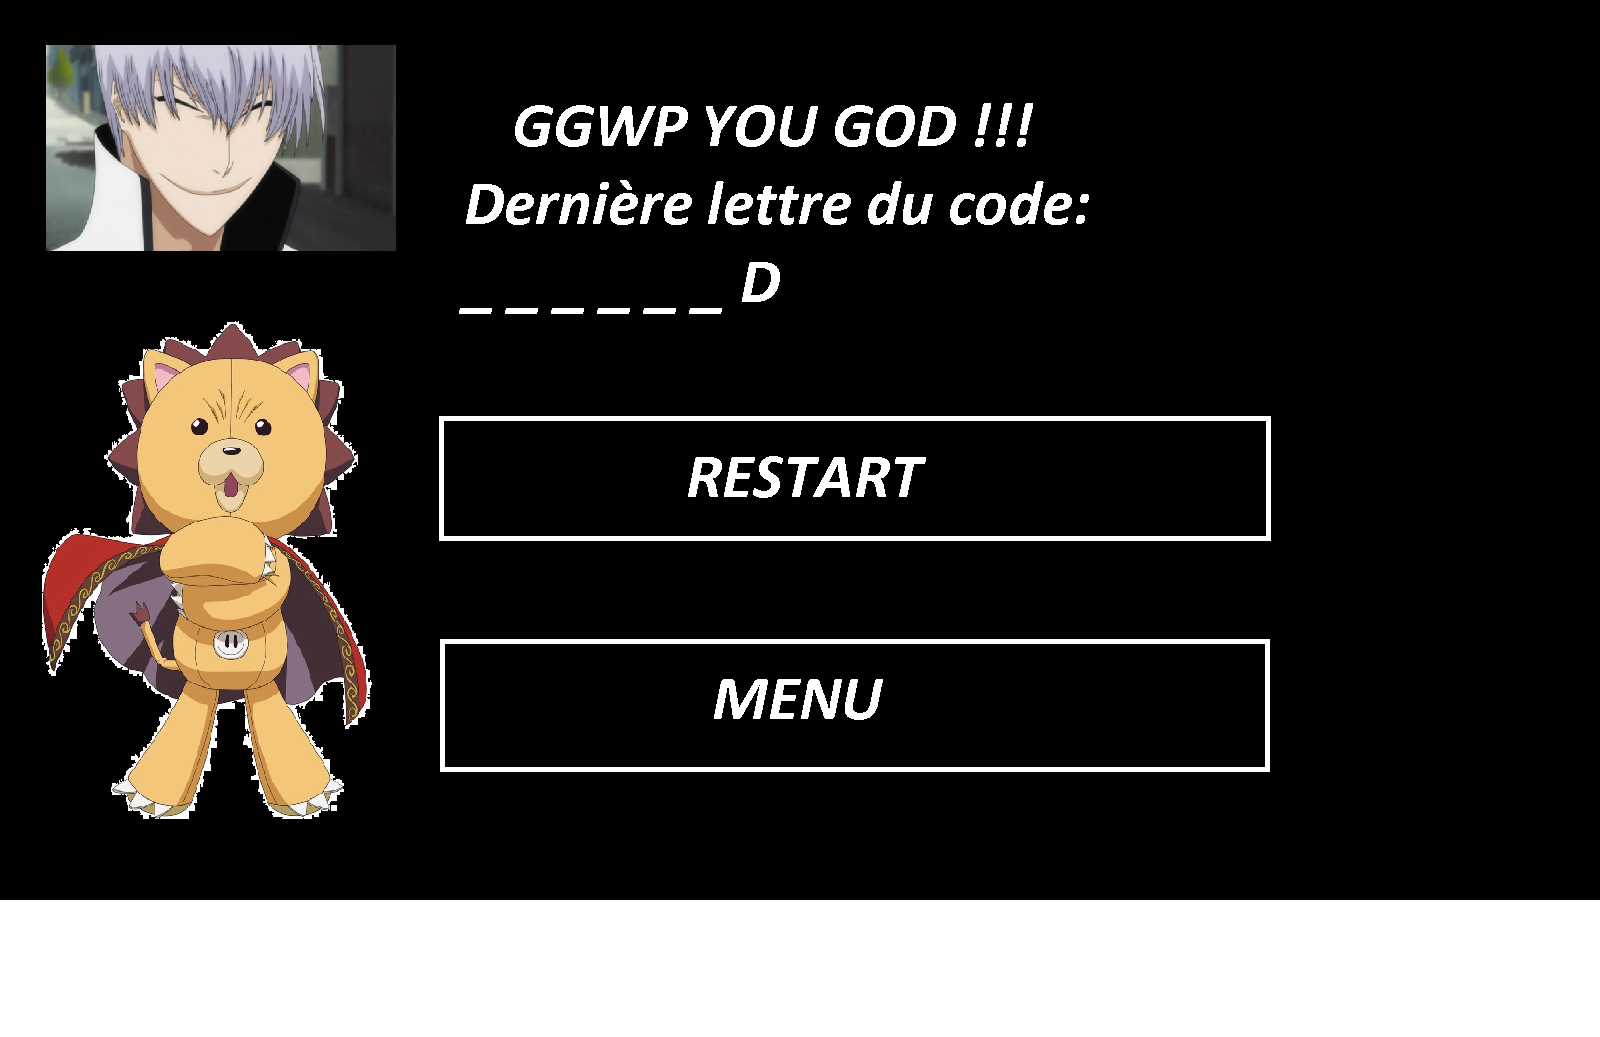 GGWP YOU GOD !!!
Dernière lettre du code:
_ _ _ _ _ _ D
RESTART
MENU